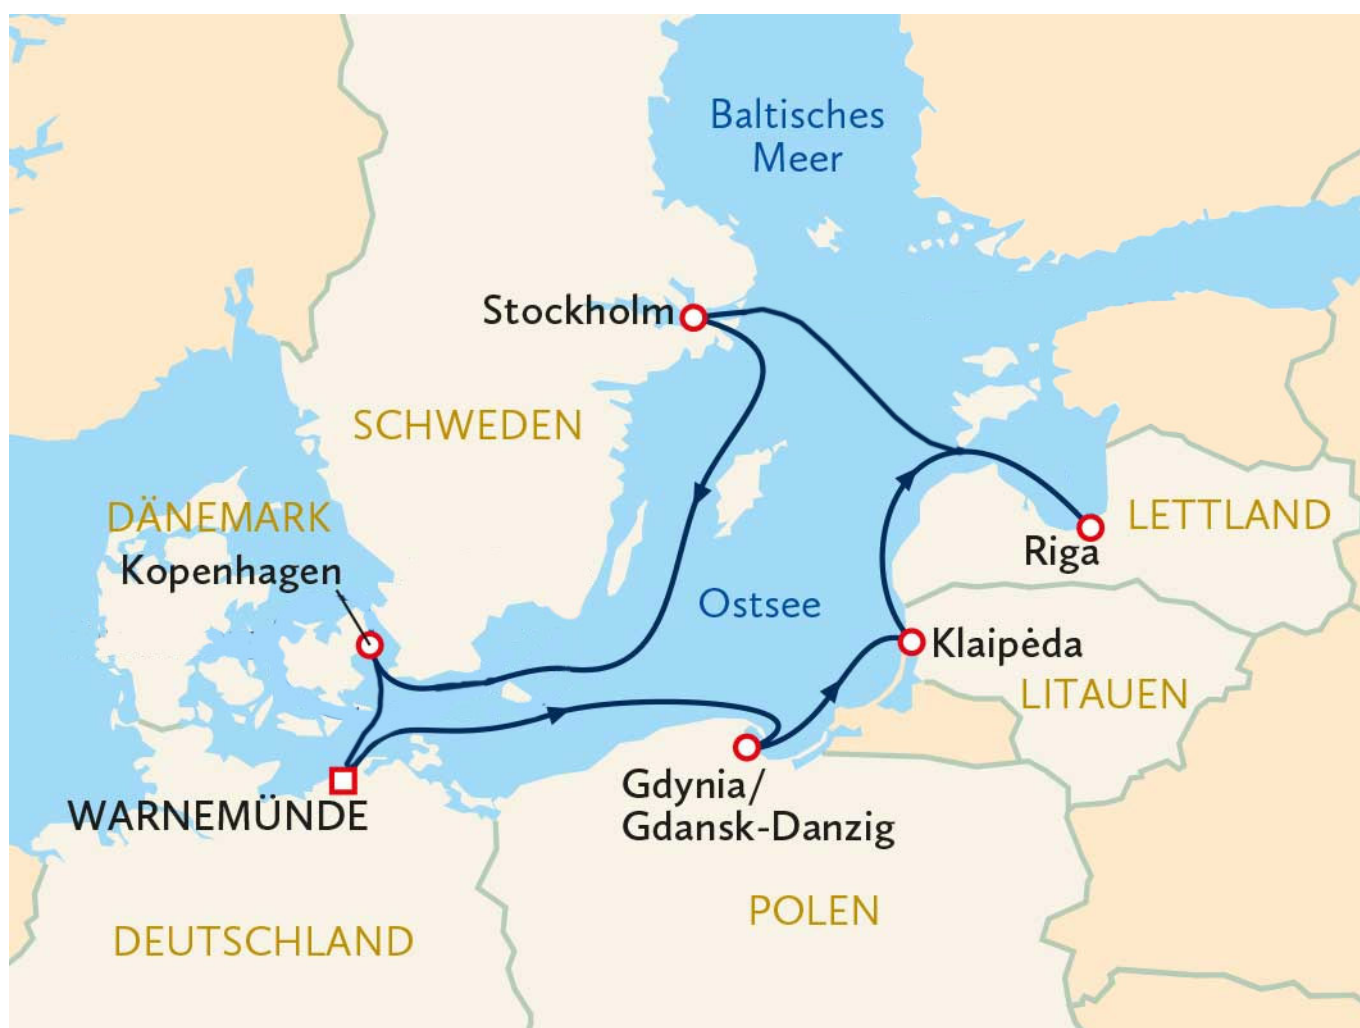 Baltisches
Meer
Stockholm
SCHWEDEN
DÄNEMARK
Kopenhagen
LETTLAND
Riga
Ostsee
Klaipėda
LITAUEN
Gdynia/
Gdansk-Danzig
WARNEMÜNDE
POLEN
DEUTSCHLAND